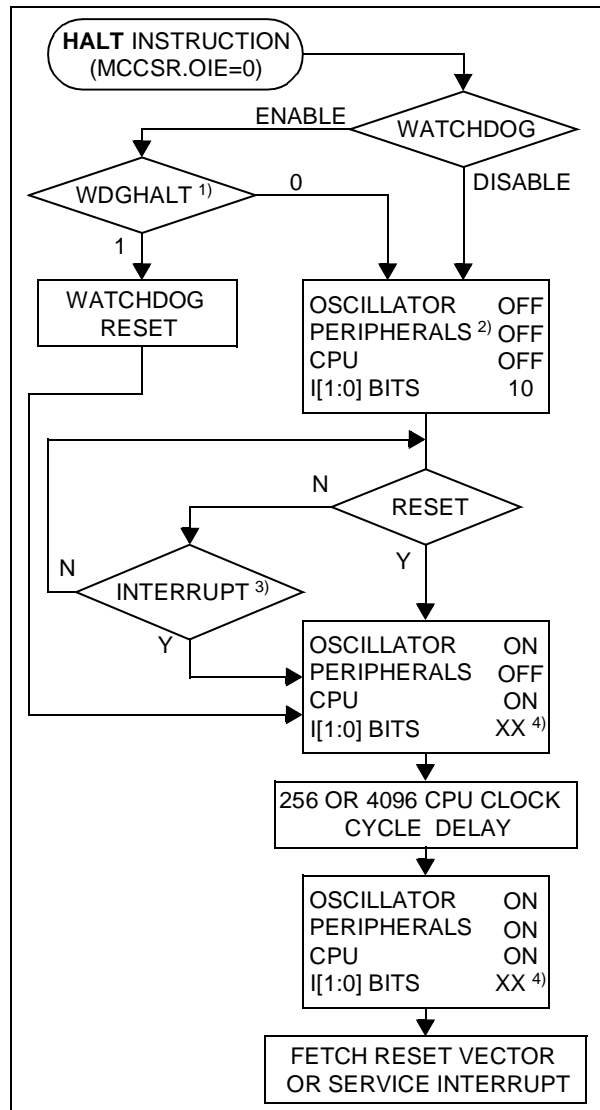 HALT INSTRUCTION
(MCCSR.OIE=0)
ENABLE
WATCHDOG
WDGHALT 1)
0
DISABLE
1
WATCHDOG
RESET
OSCILLATOR OFF
PERIPHERALS 2) OFF
CPU OFF
I[1:0] BITS 10
N
RESET
N
INTERRUPT 3)
Y
Y
OSCILLATOR ON
PERIPHERALS OFF
CPU ON
I[1:0] BITS XX 4)
256 OR 4096 CPU CLOCK
CYCLE DELAY
OSCILLATOR ON
PERIPHERALS ON
CPU ON
I[1:0] BITS XX 4)
FETCH RESET VECTOR
OR SERVICE INTERRUPT